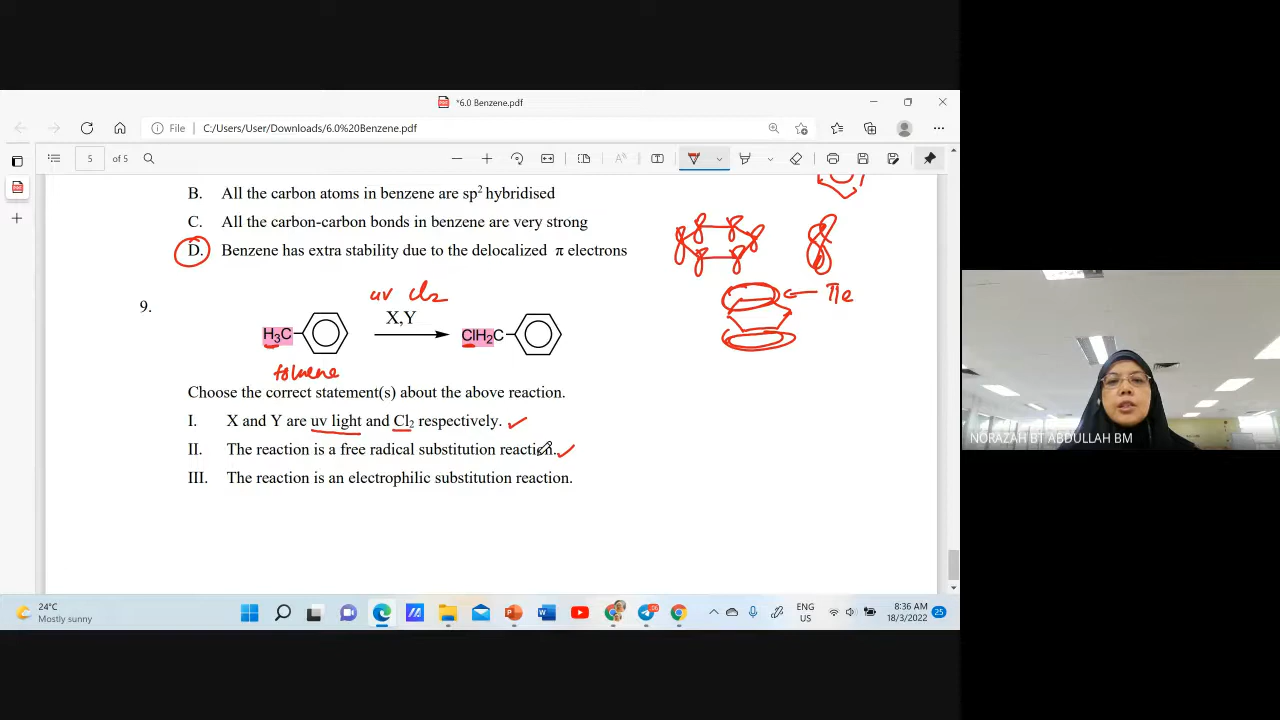 *6.0 Benzene.pdf
File C:/Users/User/Downloads/6.0%20Benzene.pdf
5 of 5
B. All the carbon atoms in benzene are sp² hybridised
C. All the carbon-carbon bonds in benzene are very strong
D. Benzene has extra stability due to the delocalized π electrons
πe
9.
uv Cl₂
X,Y
H₃C
ClH₂C
toluene
Choose the correct statement(s) about the above reaction.
I. X and Y are uv light and Cl₂ respectively. ✓
II. The reaction is a free radical substitution reaction. ✓
III. The reaction is an electrophilic substitution reaction.
NORAZAH BT ABDULLAH BM
24°C
Mostly sunny
ENG
US
8:36 AM
18/3/2022
25